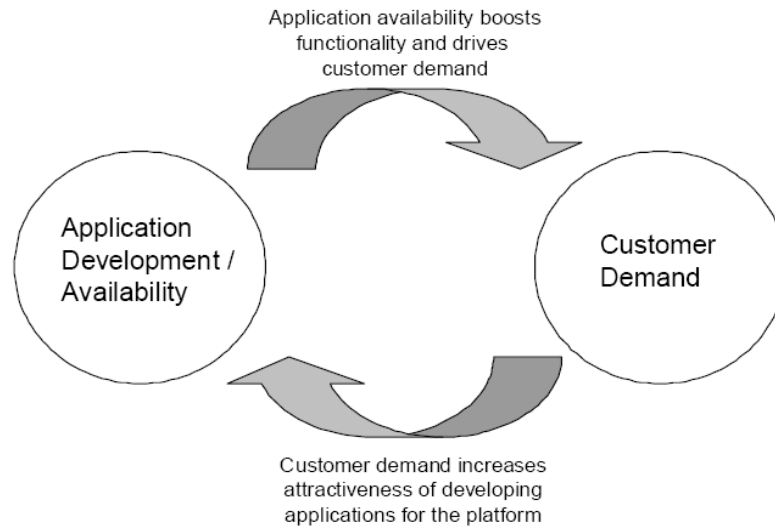 Application availability boosts
functionality and drives
customer demand
Application
Development /
Availability
Customer
Demand
Customer demand increases
attractiveness of developing
applications for the platform